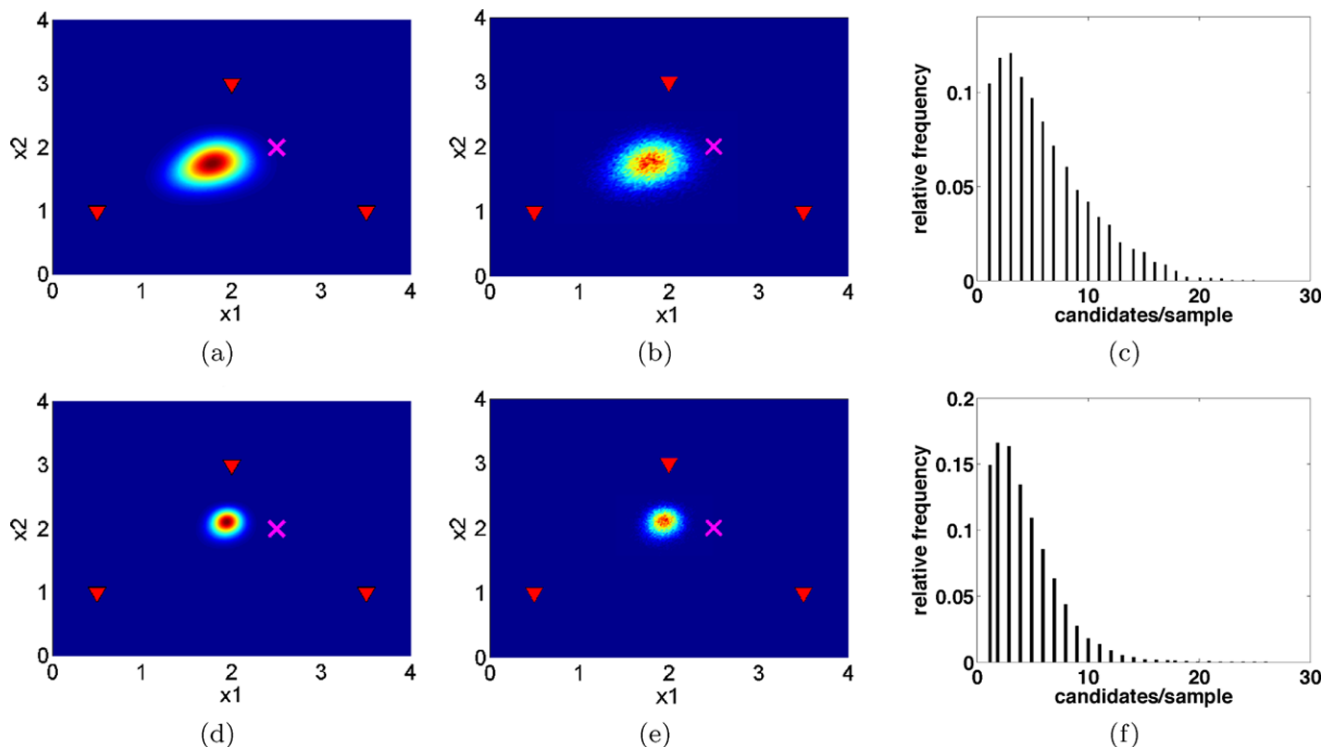 4
3
x2
2
1
0
0 1 2 3 4
x1
(a)
4
3
x2
2
1
0
0 1 2 3 4
x1
(b)
relative frequency
0.1
0.05
0
0 10 20 30
candidates/sample
(c)
4
3
x2
2
1
0
0 1 2 3 4
x1
(d)
4
3
x2
2
1
0
0 1 2 3 4
x1
(e)
relative frequency
0.2
0.15
0.1
0.05
0
0 10 20 30
candidates/sample
(f)